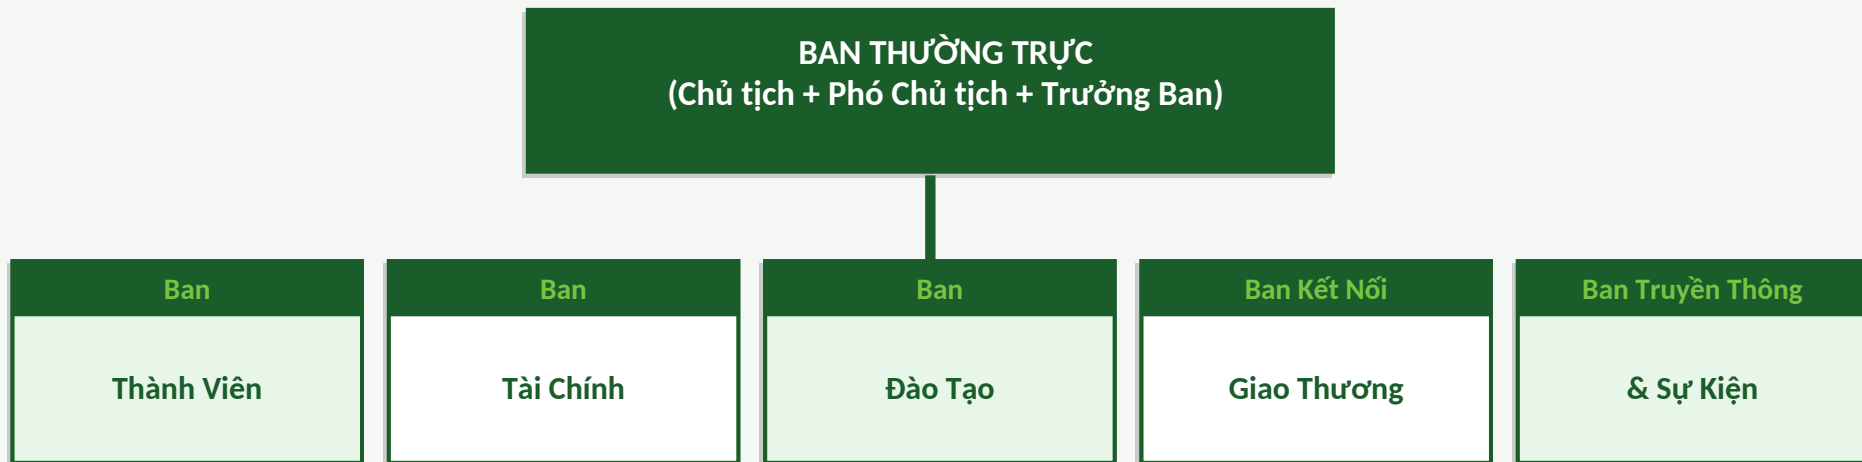 BAN THƯỜNG TRỰC
(Chủ tịch + Phó Chủ tịch + Trưởng Ban)
Ban
Thành Viên
Ban
Tài Chính
Ban
Đào Tạo
Ban Kết Nối
Giao Thương
Ban Truyền Thông
& Sự Kiện